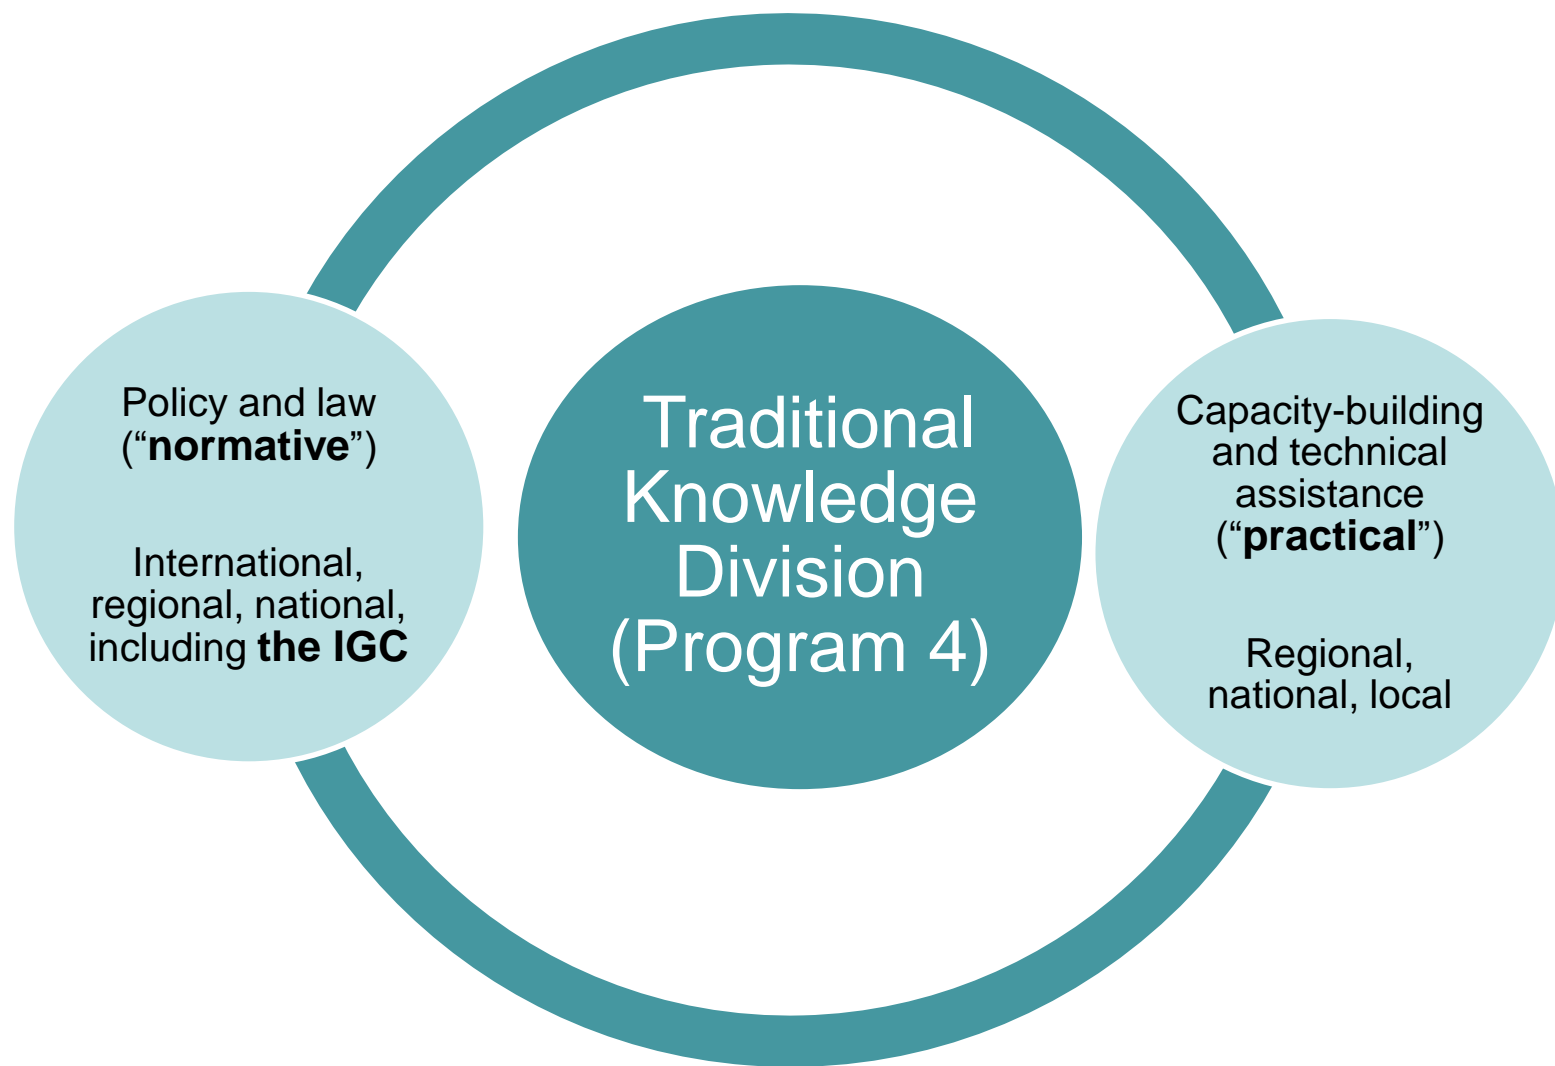 Policy and law
(“normative”)
International,
regional, national,
including the IGC
Traditional
Knowledge
Division
(Program 4)
Capacity-building
and technical
assistance
(“practical”)
Regional,
national, local